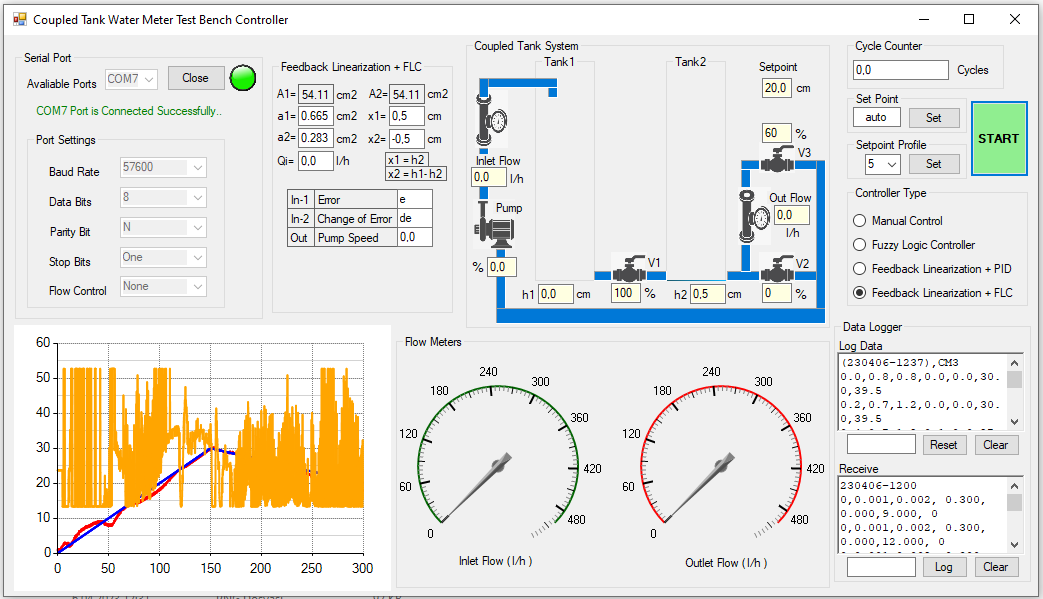 Coupled Tank Water Meter Test Bench Controller
Serial Port
Avaliable Ports COM7 Close
COM7 Port is Connected Successfully..
Port Settings
Baud Rate 57600
Data Bits 8
Parity Bit N
Stop Bits One
Flow Control None
Feedback Linearization + FLC
A1= 54.11 cm2 A2= 54.11 cm2
a1= 0.665 cm2 x1= 0,5 cm
a2= 0.283 cm2 x2= -0,5 cm
Qi= 0,0 l/h x1 = h2
x2 = h1-h2
In-1 Error e
In-2 Change of Error de
Out Pump Speed 0,0
Coupled Tank System
Tank1
Tank2
Setpoint
20,0 cm
60 %
V3
Inlet Flow
0,0 l/h
Pump
% 0,0
Out Flow
0,0
l/h
V1
V2
h1 0,0 cm 100 % h2 0,5 cm 0 %
Cycle Counter
0,0 Cycles
Set Point
auto Set
Setpoint Profile
5 Set
START
Controller Type
Manual Control
Fuzzy Logic Controller
Feedback Linearization + PID
Feedback Linearization + FLC
60
50
40
30
20
10
0
0 50 100 150 200 250 300
Flow Meters
0 60 120 180 240 300 360 420 480
Inlet Flow ( l/h )
0 60 120 180 240 300 360 420 480
Outlet Flow ( l/h )
Data Logger
Log Data
(230406-1237),CM3
0.0,0.8,0.8,0.0,0.0,30.
0,39.5
0.2,0.7,1.2,0.0,0.0,30.
0,39.5
Reset Clear
Receive
230406-1200
0,0.001,0.002, 0.300,
0.000,9.000, 0
0,0.001,0.002, 0.300,
0.000,12.000, 0
Log Clear